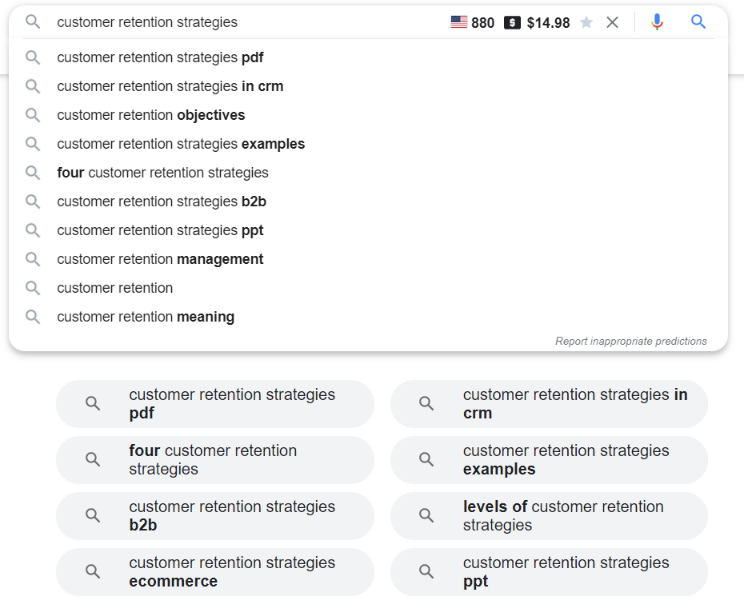 customer retention strategies 880 $ $14.98
customer retention strategies pdf
customer retention strategies in crm
customer retention objectives
customer retention strategies examples
four customer retention strategies
customer retention strategies b2b
customer retention strategies ppt
customer retention management
customer retention
customer retention meaning
Report inappropriate predictions
customer retention strategies
pdf
customer retention strategies in
crm
four customer retention
strategies
customer retention strategies
examples
customer retention strategies
b2b
levels of customer retention
strategies
customer retention strategies
ecommerce
customer retention strategies
ppt